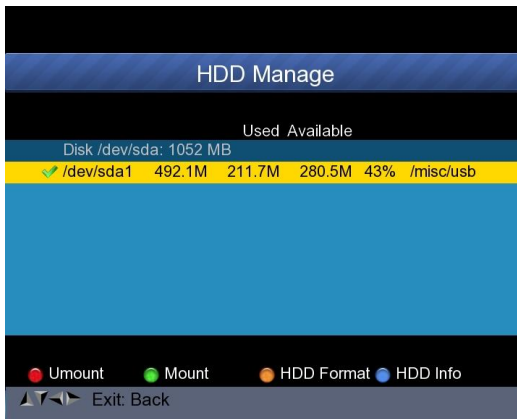 HDD Manage
Used Available
Disk /dev/sda: 1052 MB
/dev/sda1 492.1M 211.7M 280.5M 43% /misc/usb
Umount Mount HDD Format HDD Info
Exit: Back